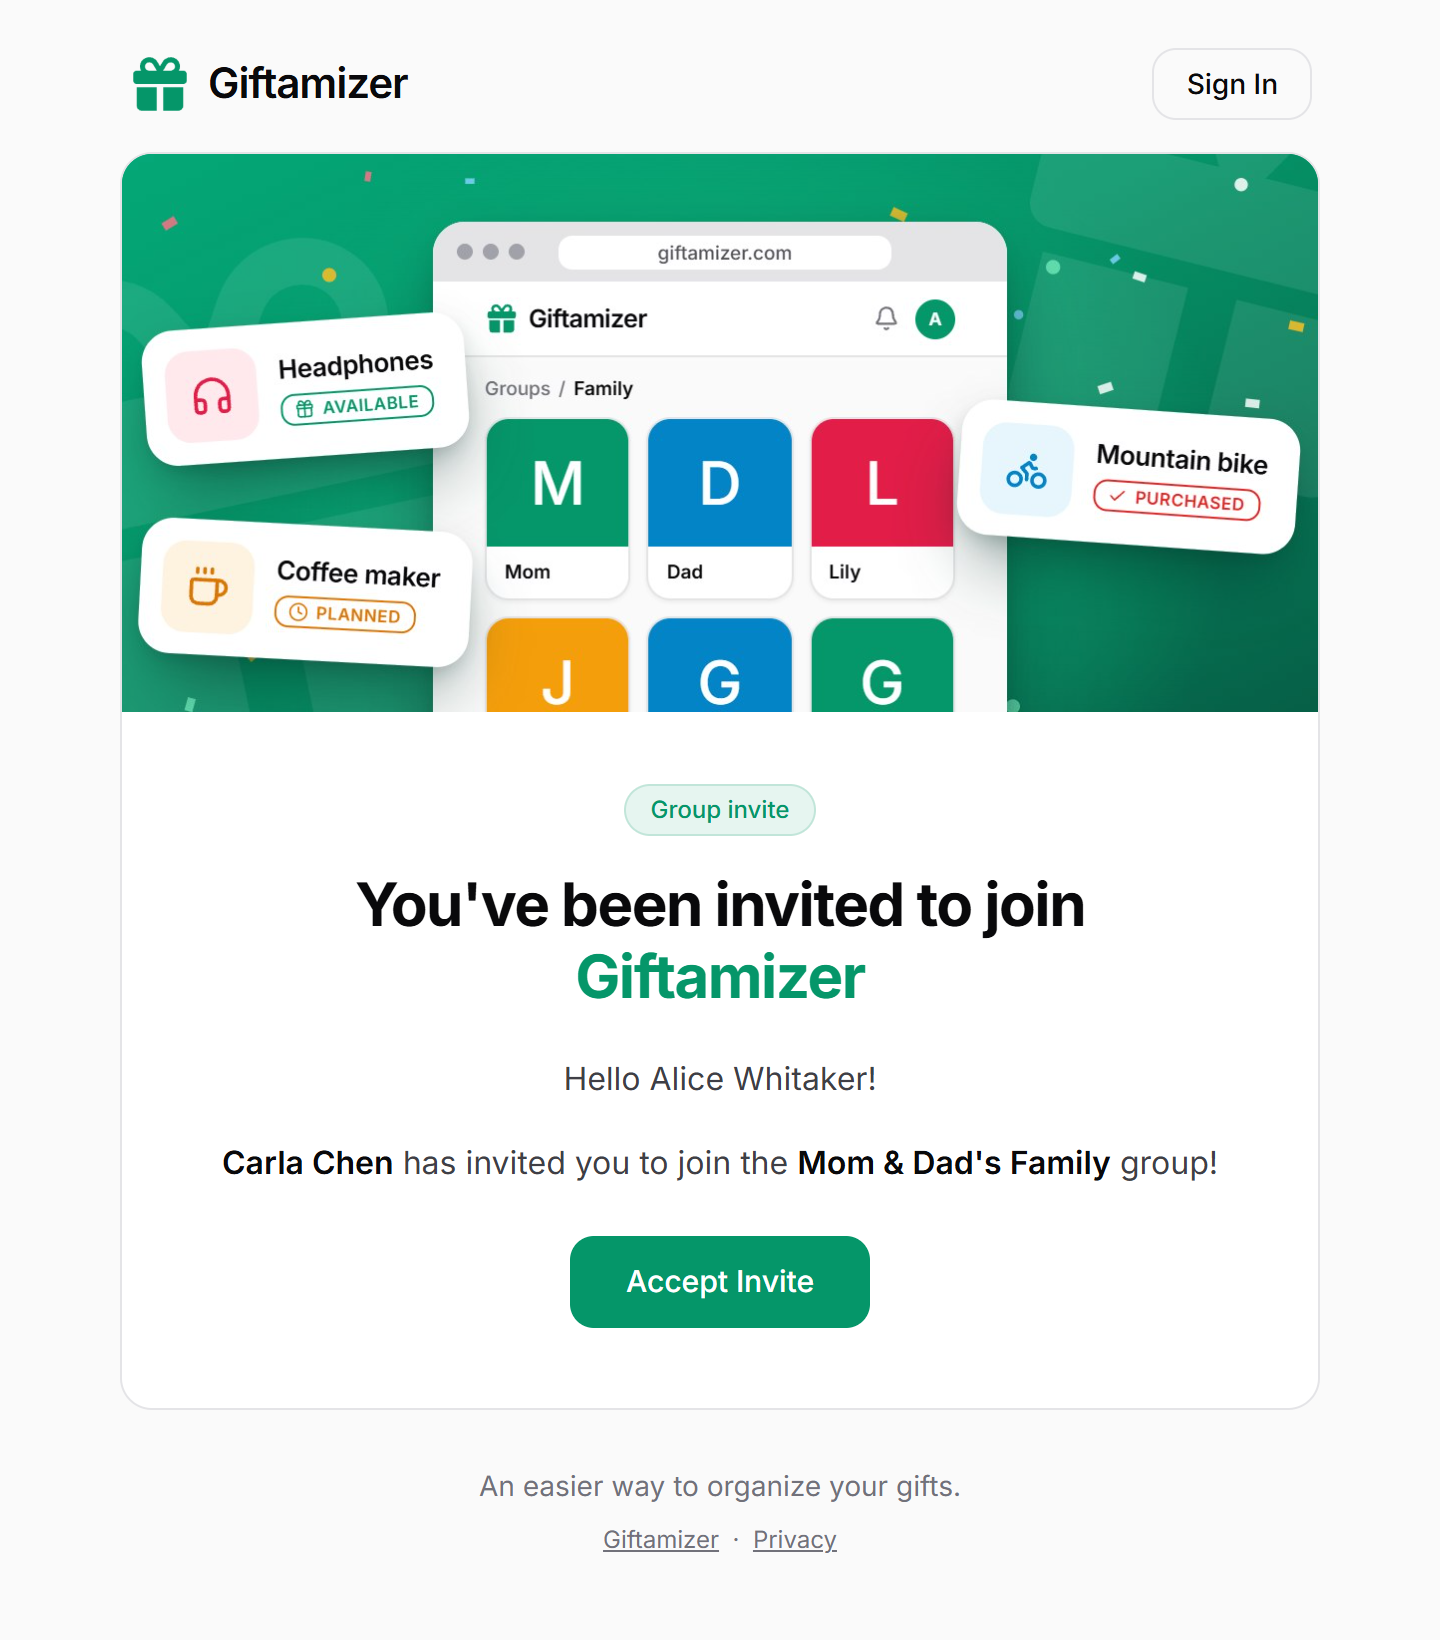 Giftamizer
Sign In
giftamizer.com
Giftamizer
A
Groups / Family
Headphones
AVAILABLE
M
D
L
Mountain bike
PURCHASED
Mom
Dad
Lily
Coffee maker
PLANNED
J
G
G
Group invite
You've been invited to join
Giftamizer
Hello Alice Whitaker!
Carla Chen has invited you to join the Mom & Dad's Family group!
Accept Invite
An easier way to organize your gifts.
Giftamizer · Privacy